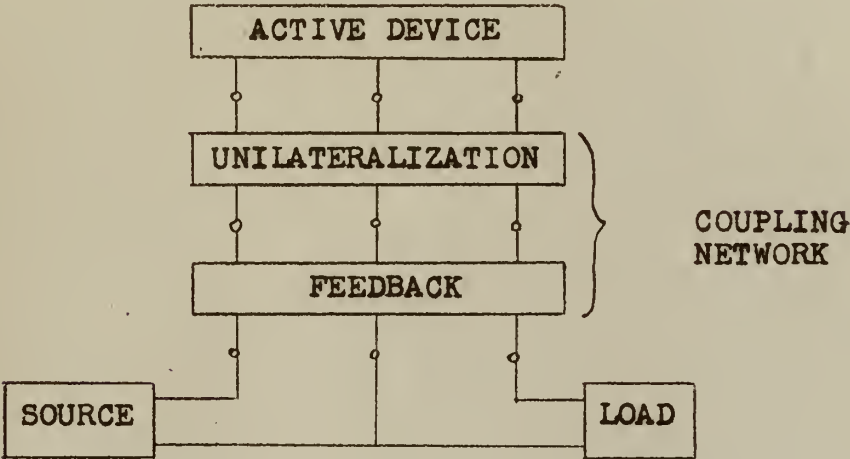 ACTIVE DEVICE
UNILATERALIZATION
COUPLING
NETWORK
FEEDBACK
SOURCE
LOAD